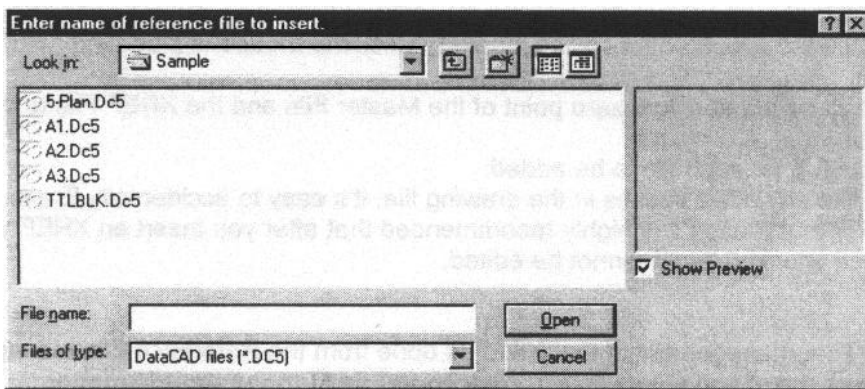 Enter name of reference file to insert.
Look in: Sample
5-Plan.Dc5
A1.Dc5
A2.Dc5
A3.Dc5
TTLBLK.Dc5
Show Preview
File name:
Open
Files of type: DataCAD files (*.DC5)
Cancel